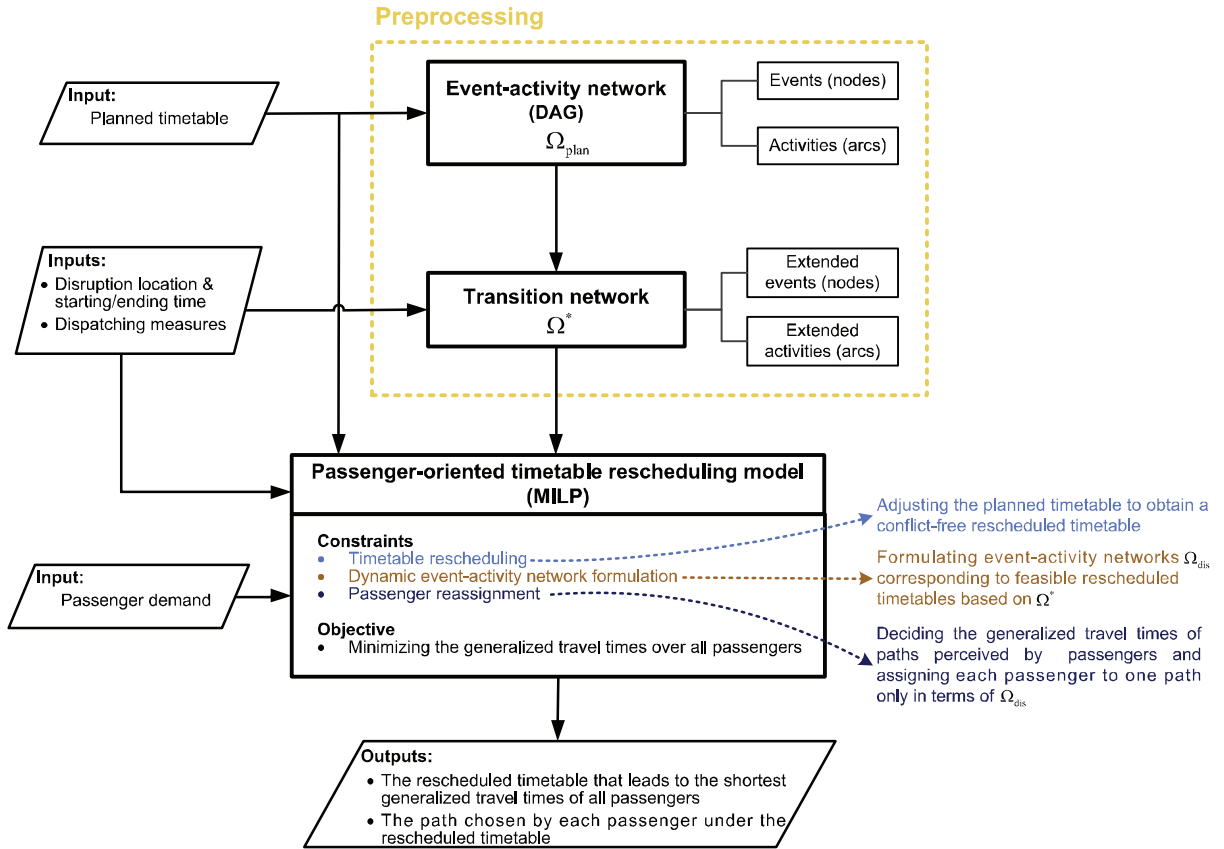 Preprocessing
Input:
Planned timetable
Event-activity network
(DAG)
Ω_plan
Events (nodes)
Activities (arcs)
Inputs:
• Disruption location &
starting/ending time
• Dispatching measures
Transition network
Ω*
Extended
events (nodes)
Extended
activities (arcs)
Passenger-oriented timetable rescheduling model
(MILP)
Input:
Passenger demand
Constraints
• Timetable rescheduling
• Dynamic event-activity network formulation
• Passenger reassignment
Objective
• Minimizing the generalized travel times over all passengers
Adjusting the planned timetable to obtain a
conflict-free rescheduled timetable
Formulating event-activity networks Ω_dis
corresponding to feasible rescheduled
timetables based on Ω*
Deciding the generalized travel times of
paths perceived by passengers and
assigning each passenger to one path
only in terms of Ω_dis
Outputs:
• The rescheduled timetable that leads to the shortest
generalized travel times of all passengers
• The path chosen by each passenger under the
rescheduled timetable